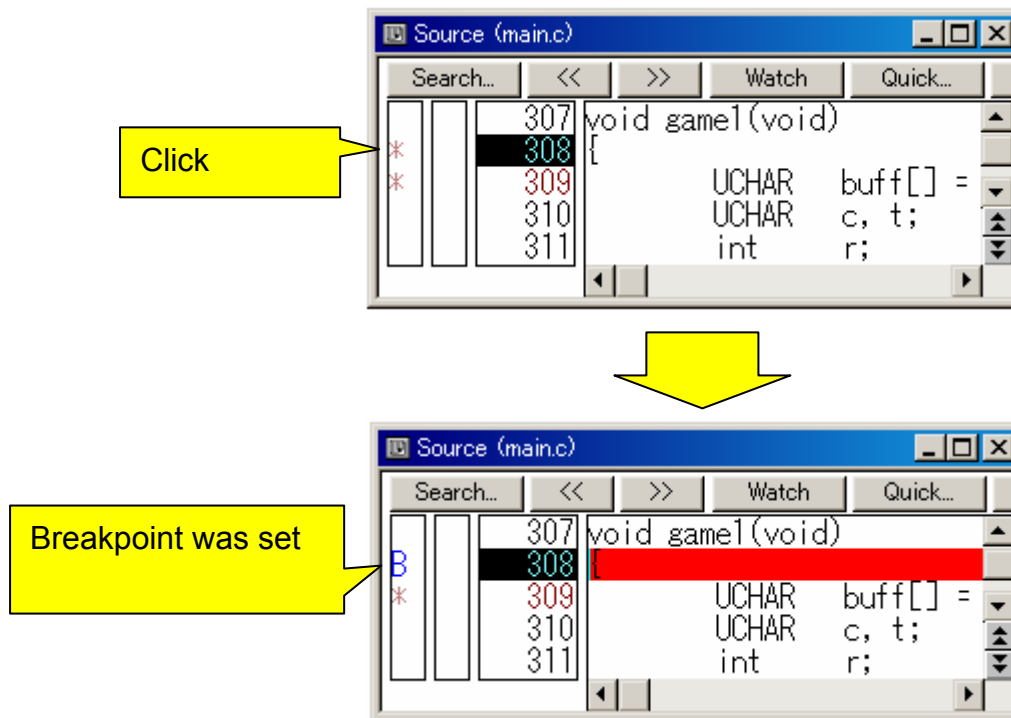 Source (main.c)
Search... << >> Watch Quick...
307 void game1(void)
Click
* 308 {
* 309 UCHAR buff[] =
310 UCHAR c, t;
311 int r;
Source (main.c)
Search... << >> Watch Quick...
307 void game1(void)
Breakpoint was set
B 308 {
* 309 UCHAR buff[] =
310 UCHAR c, t;
311 int r;